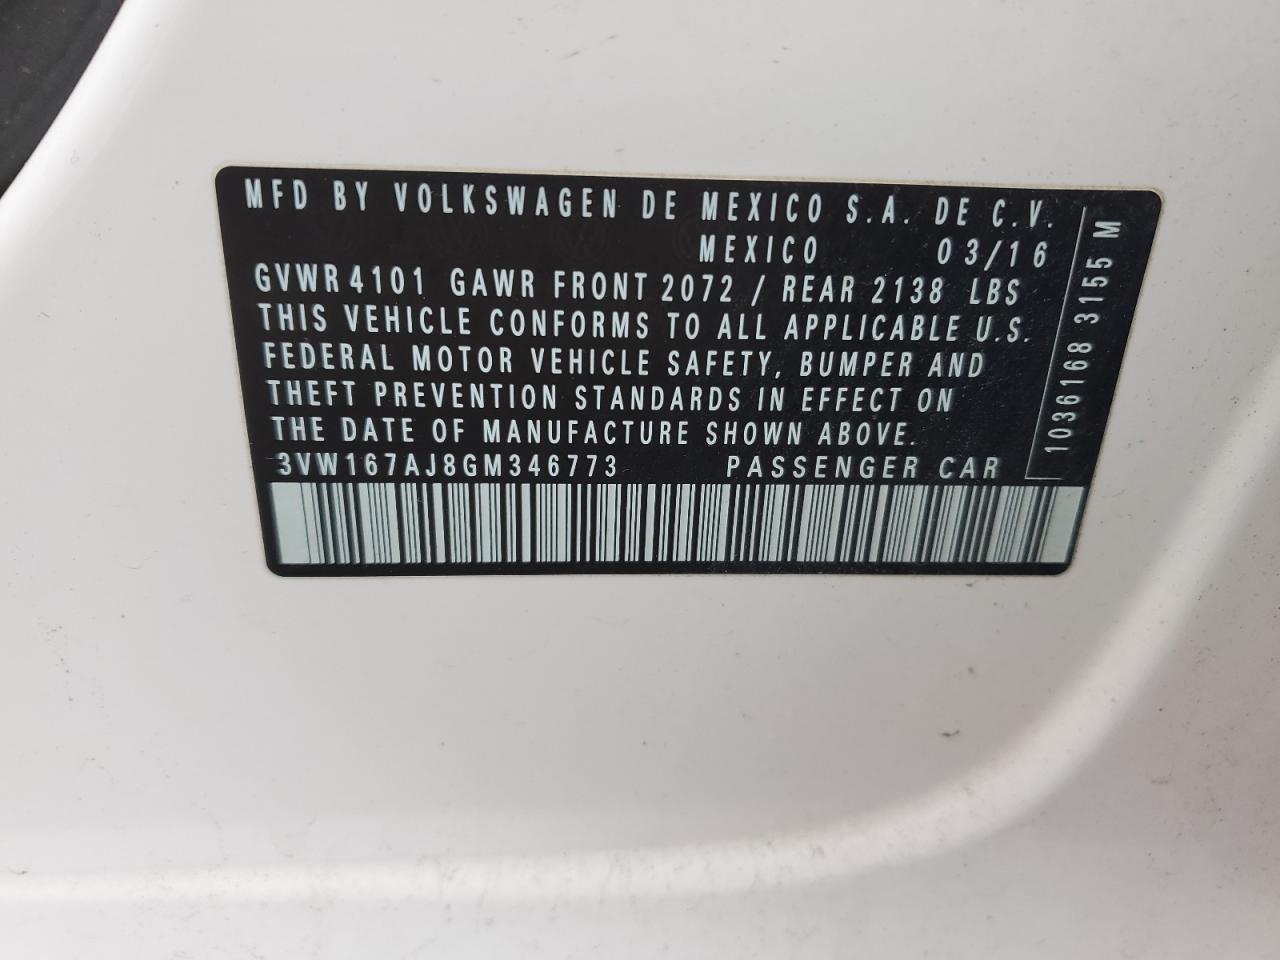 MFD BY VOLKSWAGEN DE MEXICO S.A. DE C.V.
MEXICO 03/16
GVWR 4101 GAWR FRONT 2072 / REAR 2138 LBS
THIS VEHICLE CONFORMS TO ALL APPLICABLE U.S.
FEDERAL MOTOR VEHICLE SAFETY, BUMPER AND
THEFT PREVENTION STANDARDS IN EFFECT ON
THE DATE OF MANUFACTURE SHOWN ABOVE.
3VW167AJ8GM346773 PASSENGER CAR
1036168 3155 M